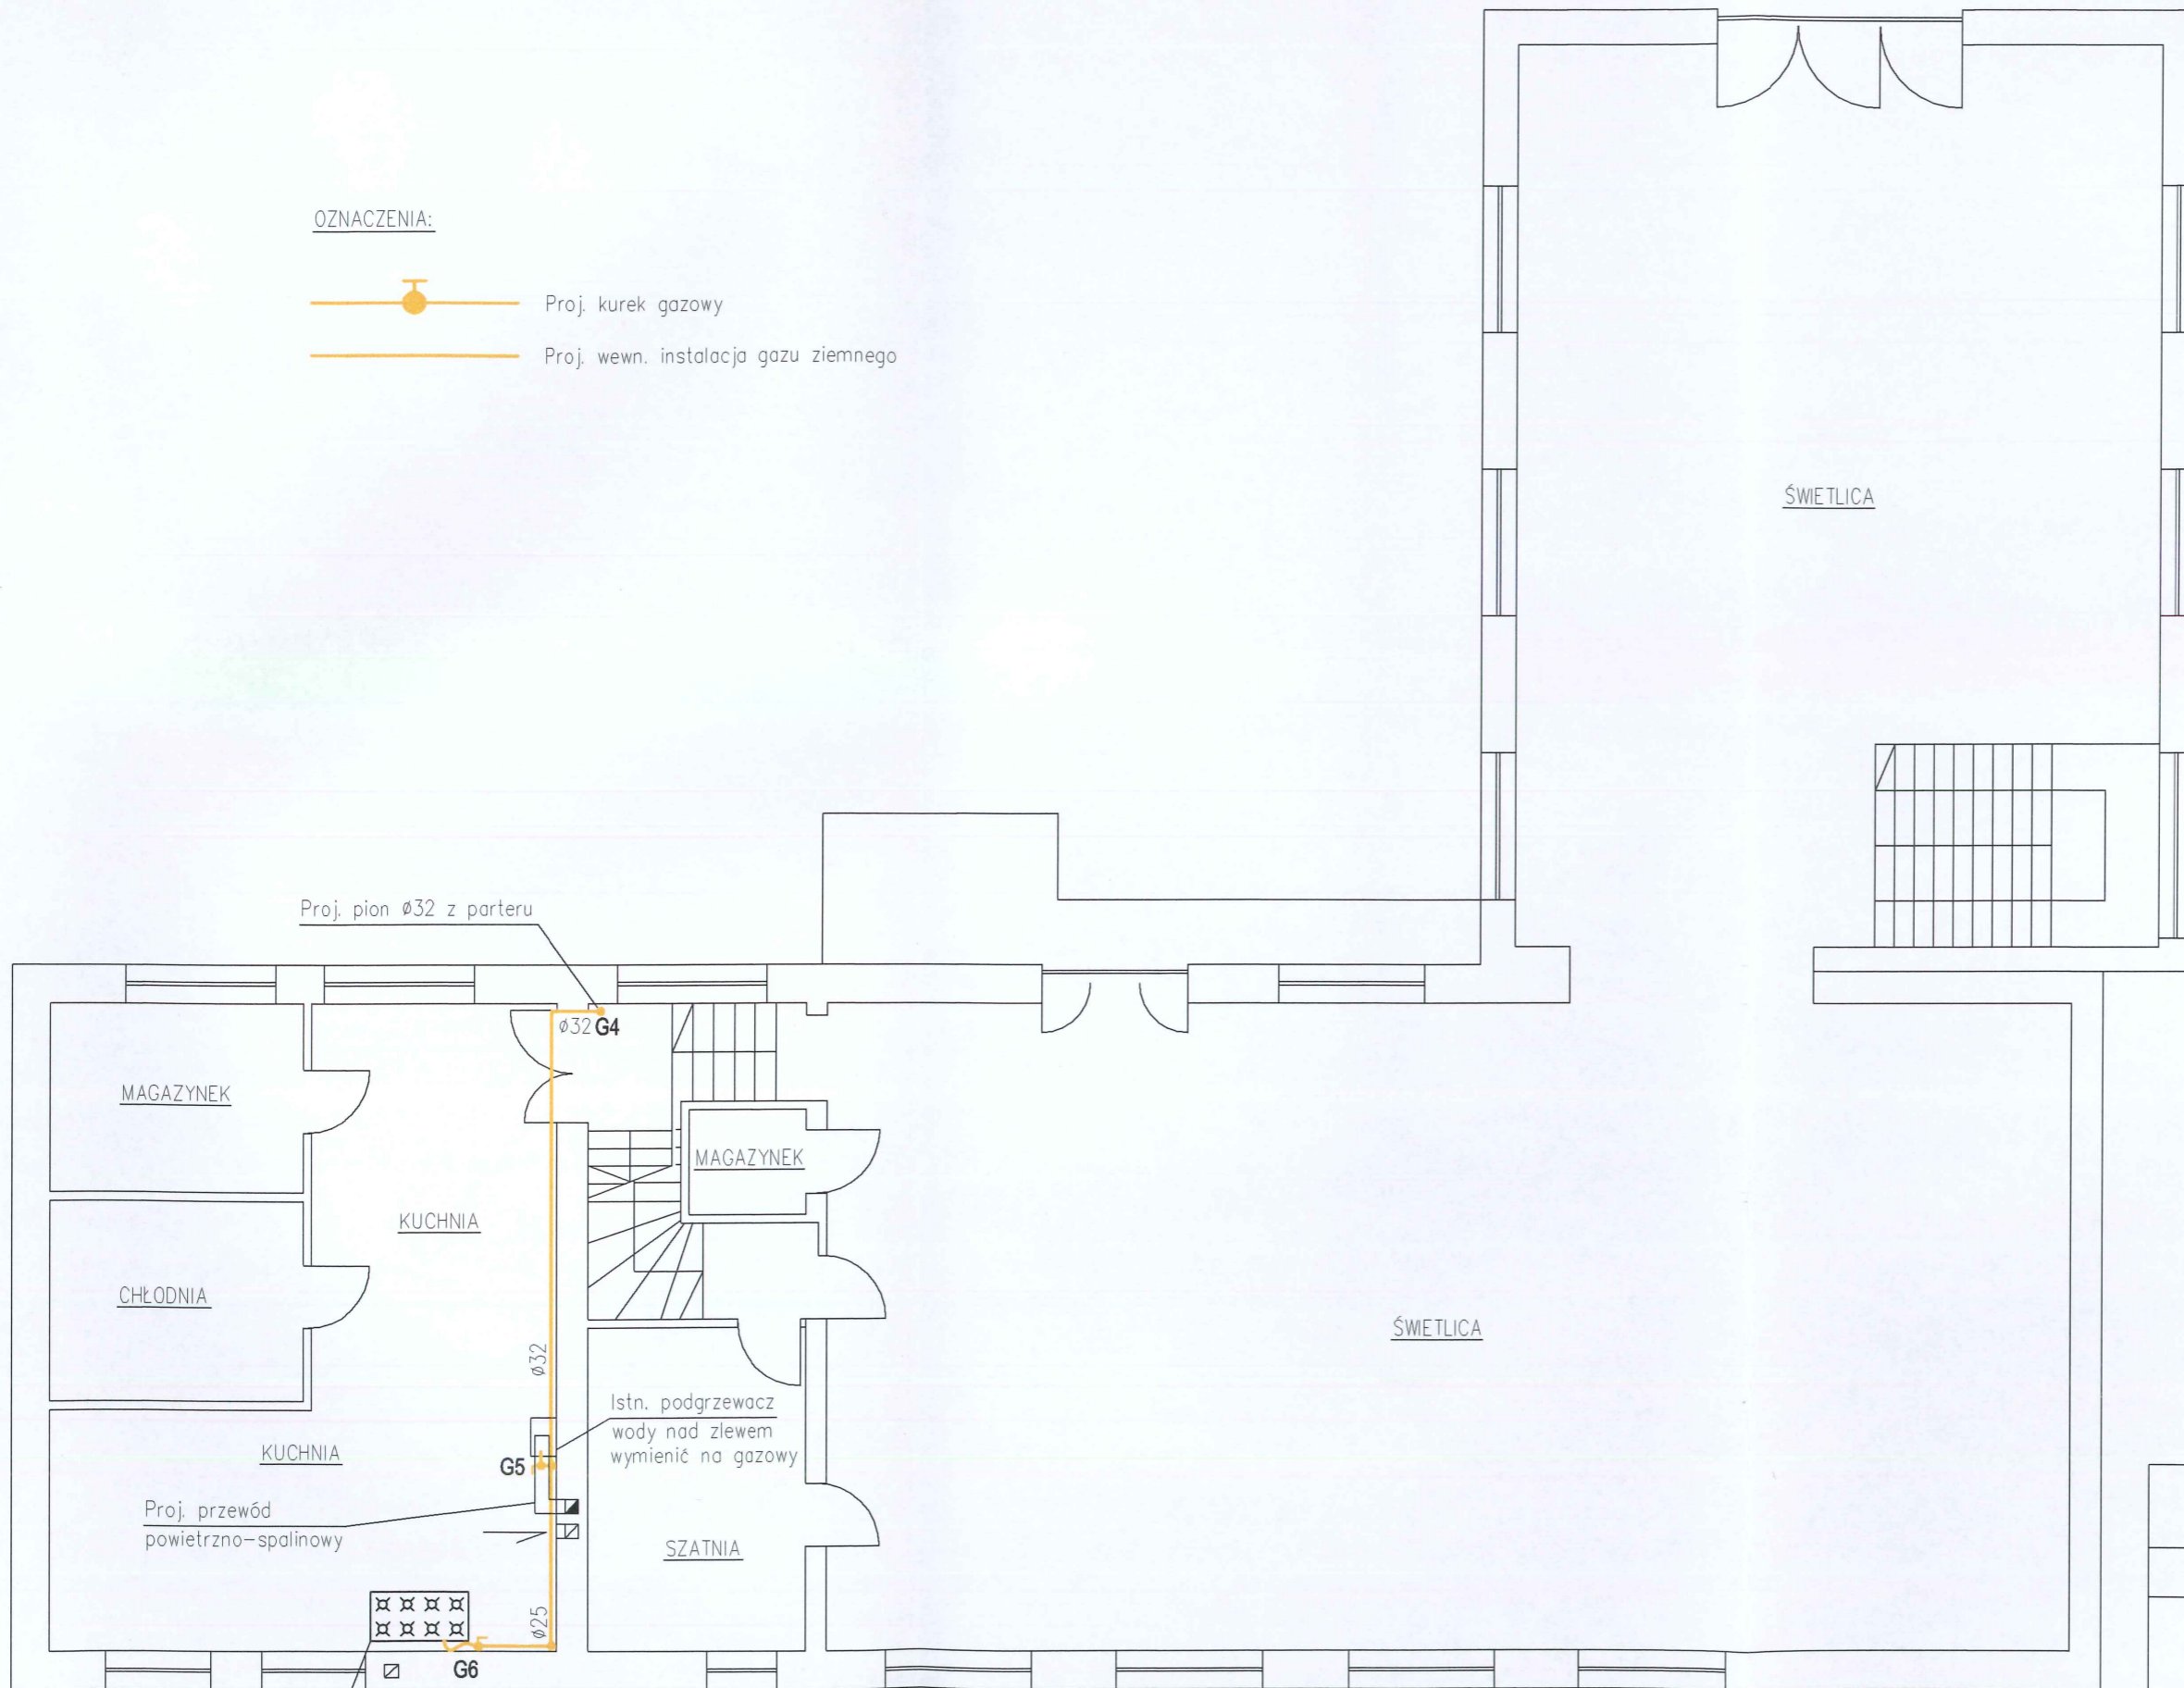 OZNACZENIA:
Proj. kurek gazowy
Proj. wewn. instalacja gazu ziemnego
ŚWIETLICA
Proj. pion ø32 z parteru
ø32 G4
MAGAZYNEK
MAGAZYNEK
KUCHNIA
CHŁODNIA
ŚWIETLICA
ø32
Istn. podgrzewacz
wody nad zlewem
wymienić na gazowy
KUCHNIA
G5
Proj. przewód
powietrzno-spalinowy
SZATNIA
ø25
G6